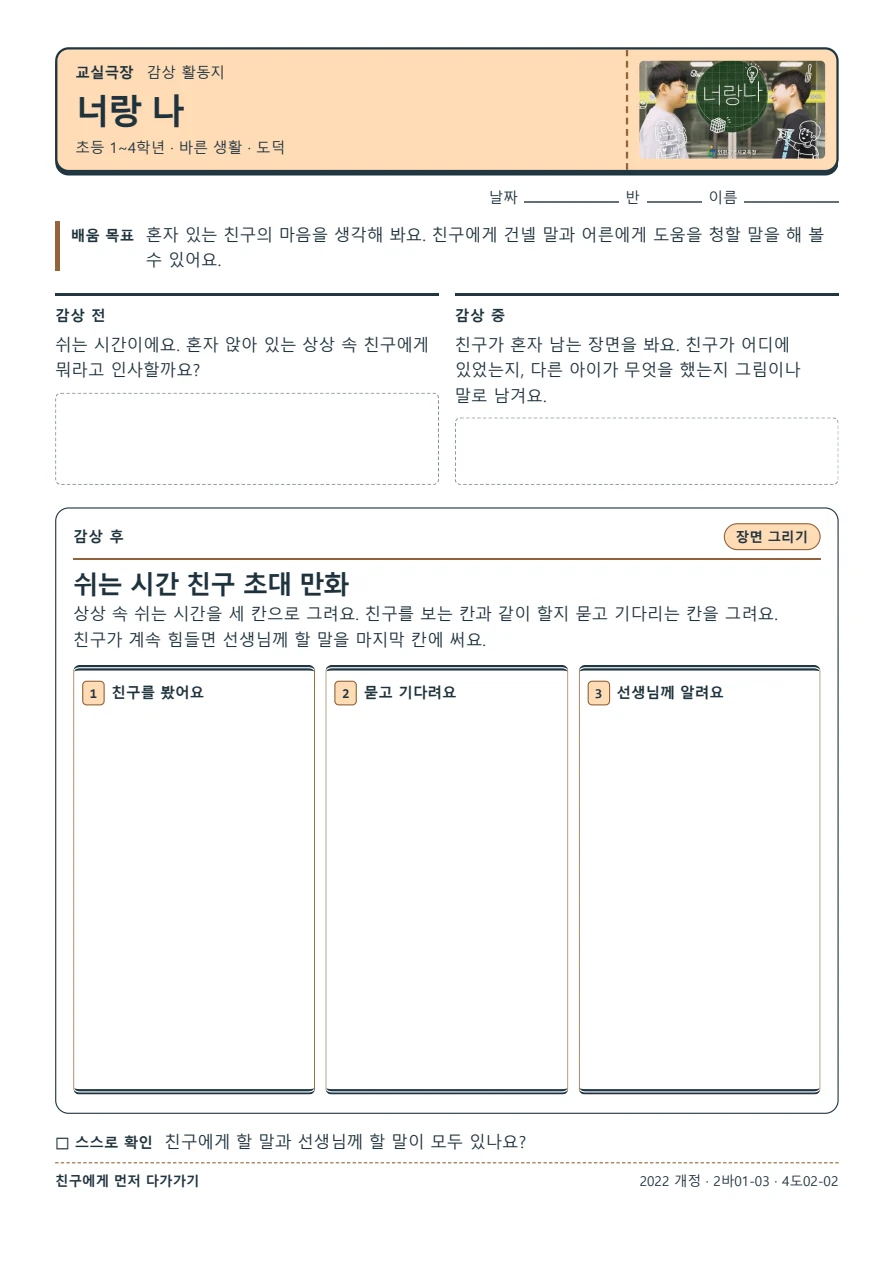 교실극장 감상 활동지
너랑 나
초등 1~4학년 · 바른 생활 · 도덕
너랑나
날짜 반 이름
배움 목표 혼자 있는 친구의 마음을 생각해 봐요. 친구에게 건넬 말과 어른에게 도움을 청할 말을 해 볼
수 있어요.
감상 전
쉬는 시간이에요. 혼자 앉아 있는 상상 속 친구에게
뭐라고 인사할까요?
감상 중
친구가 혼자 남는 장면을 봐요. 친구가 어디에
있었는지, 다른 아이가 무엇을 했는지 그림이나
말로 남겨요.
감상 후
장면 그리기
쉬는 시간 친구 초대 만화
상상 속 쉬는 시간을 세 칸으로 그려요. 친구를 보는 칸과 같이 할지 묻고 기다리는 칸을 그려요.
친구가 계속 힘들면 선생님께 할 말을 마지막 칸에 써요.
1 친구를 봤어요
2 묻고 기다려요
3 선생님께 알려요
□ 스스로 확인 친구에게 할 말과 선생님께 할 말이 모두 있나요?
친구에게 먼저 다가가기
2022 개정 · 2바01-03 · 4도02-02